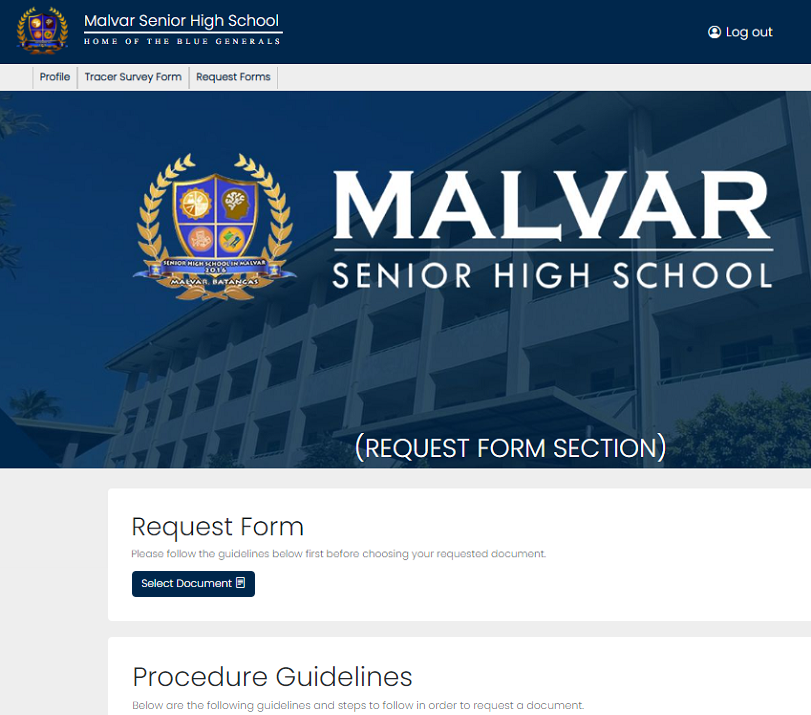 Malvar Senior High School
HOME OF THE BLUE GENERALS
Log out
Profile
Tracer Survey Form
Request Forms
SENIOR HIGH SCHOOL IN MALVAR
2016
MALVAR, BATANGAS
MALVAR
SENIOR HIGH SCHOOL
(REQUEST FORM SECTION)
Request Form
Please follow the guidelines below first before choosing your requested document.
Select Document
Procedure Guidelines
Below are the following guidelines and steps to follow in order to request a document.